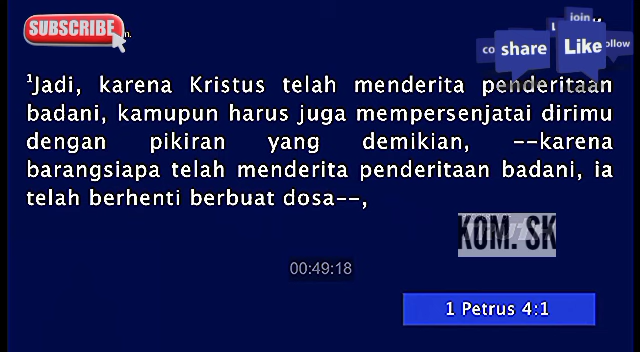 SUBSCRIBE
join
co share Like ollow
¹Jadi, karena Kristus telah menderita penderitaan
badani, kamupun harus juga mempersenjatai dirimu
dengan pikiran yang demikian, --karena
barangsiapa telah menderita penderitaan badani, ia
telah berhenti berbuat dosa--,
KOM. SK
00:49:18
1 Petrus 4:1